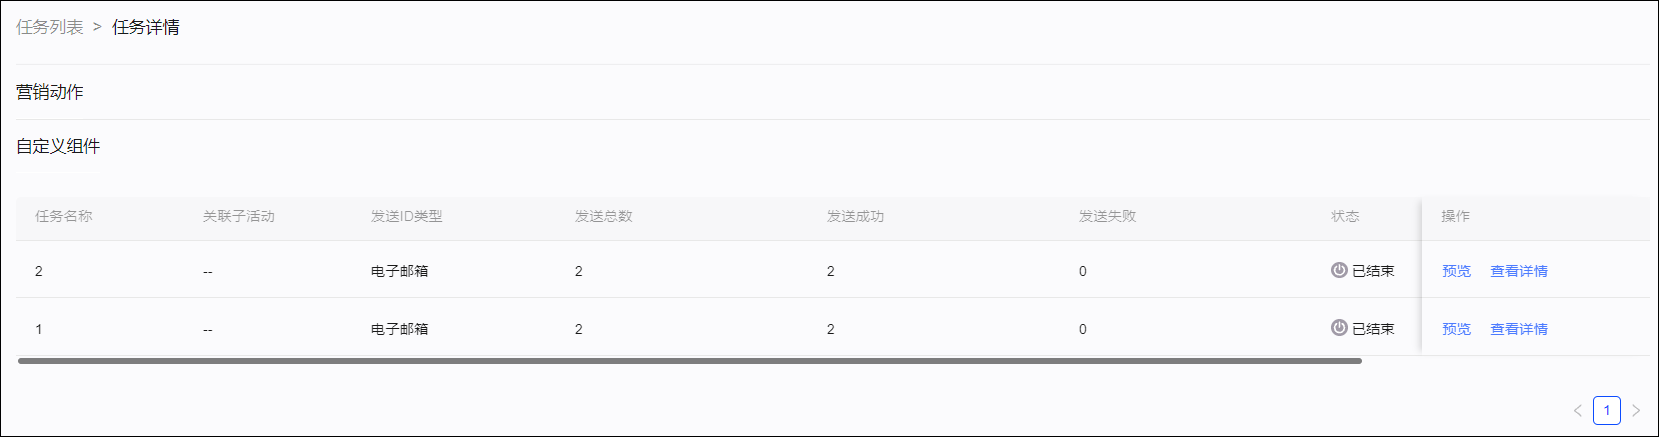 任务列表 > 任务详情
营销动作
自定义组件
任务名称 关联子活动 发送ID类型 发送总数 发送成功 发送失败 状态 操作
2 -- 电子邮箱 2 2 0 已结束 预览 查看详情
1 -- 电子邮箱 2 2 0 已结束 预览 查看详情
< 1 >